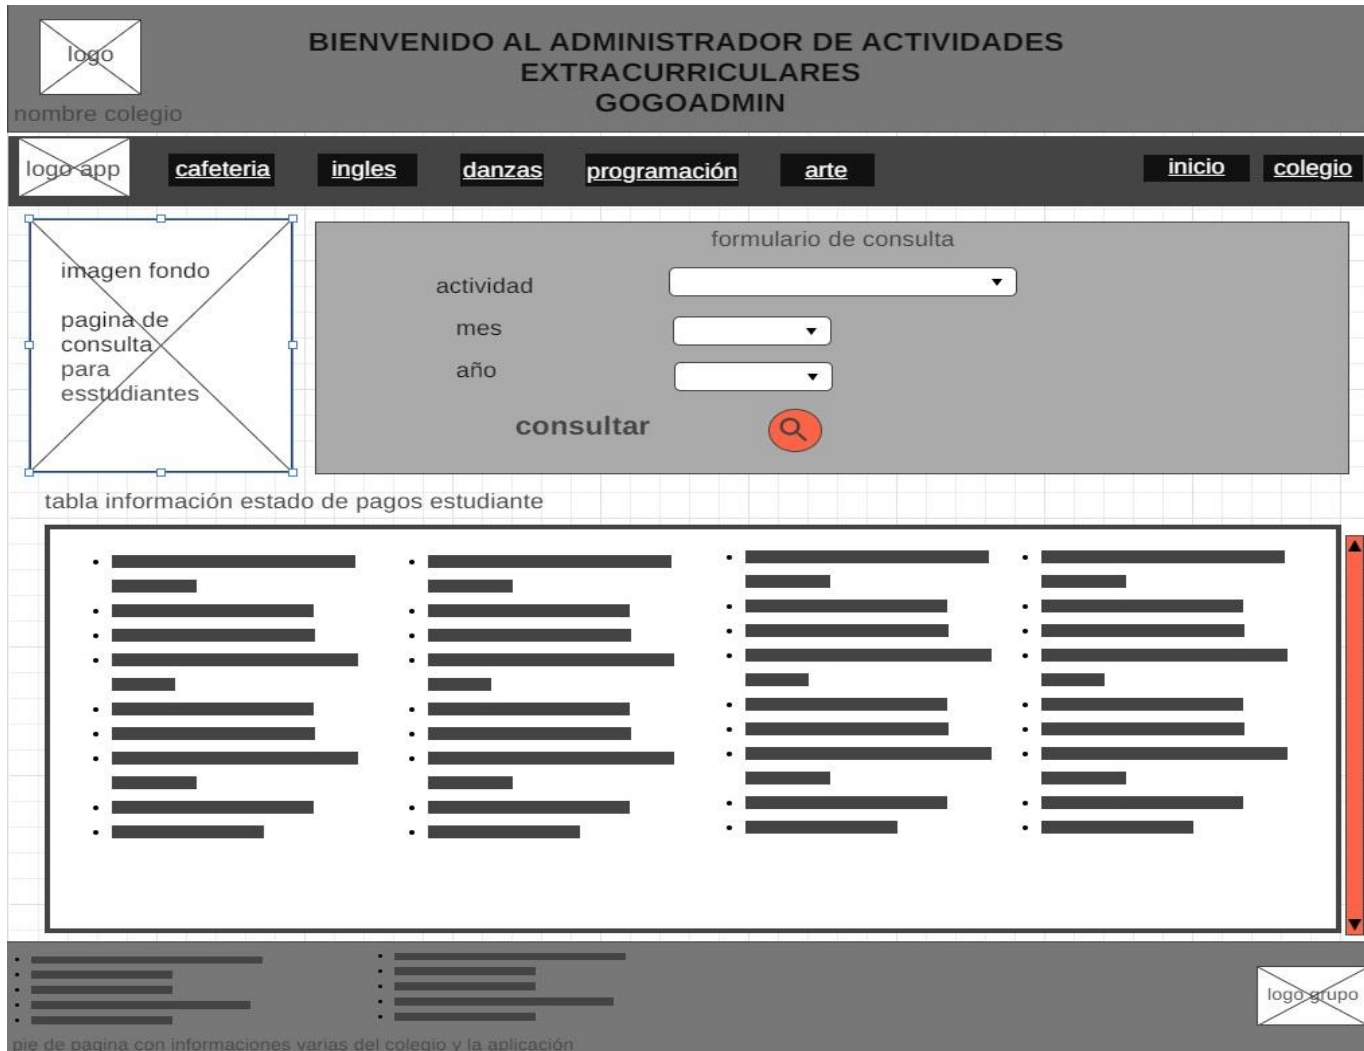 logo
nombre colegio
BIENVENIDO AL ADMINISTRADOR DE ACTIVIDADES
EXTRACURRICULARES
GOGOADMIN
logo app
cafeteria
ingles
danzas
programación
arte
inicio
colegio
imagen fondo
pagina de
consulta
para
esstudiantes
formulario de consulta
actividad
mes
año
consultar
tabla información estado de pagos estudiante
logo grupo
pie de pagina con informaciones varias del colegio y la aplicación